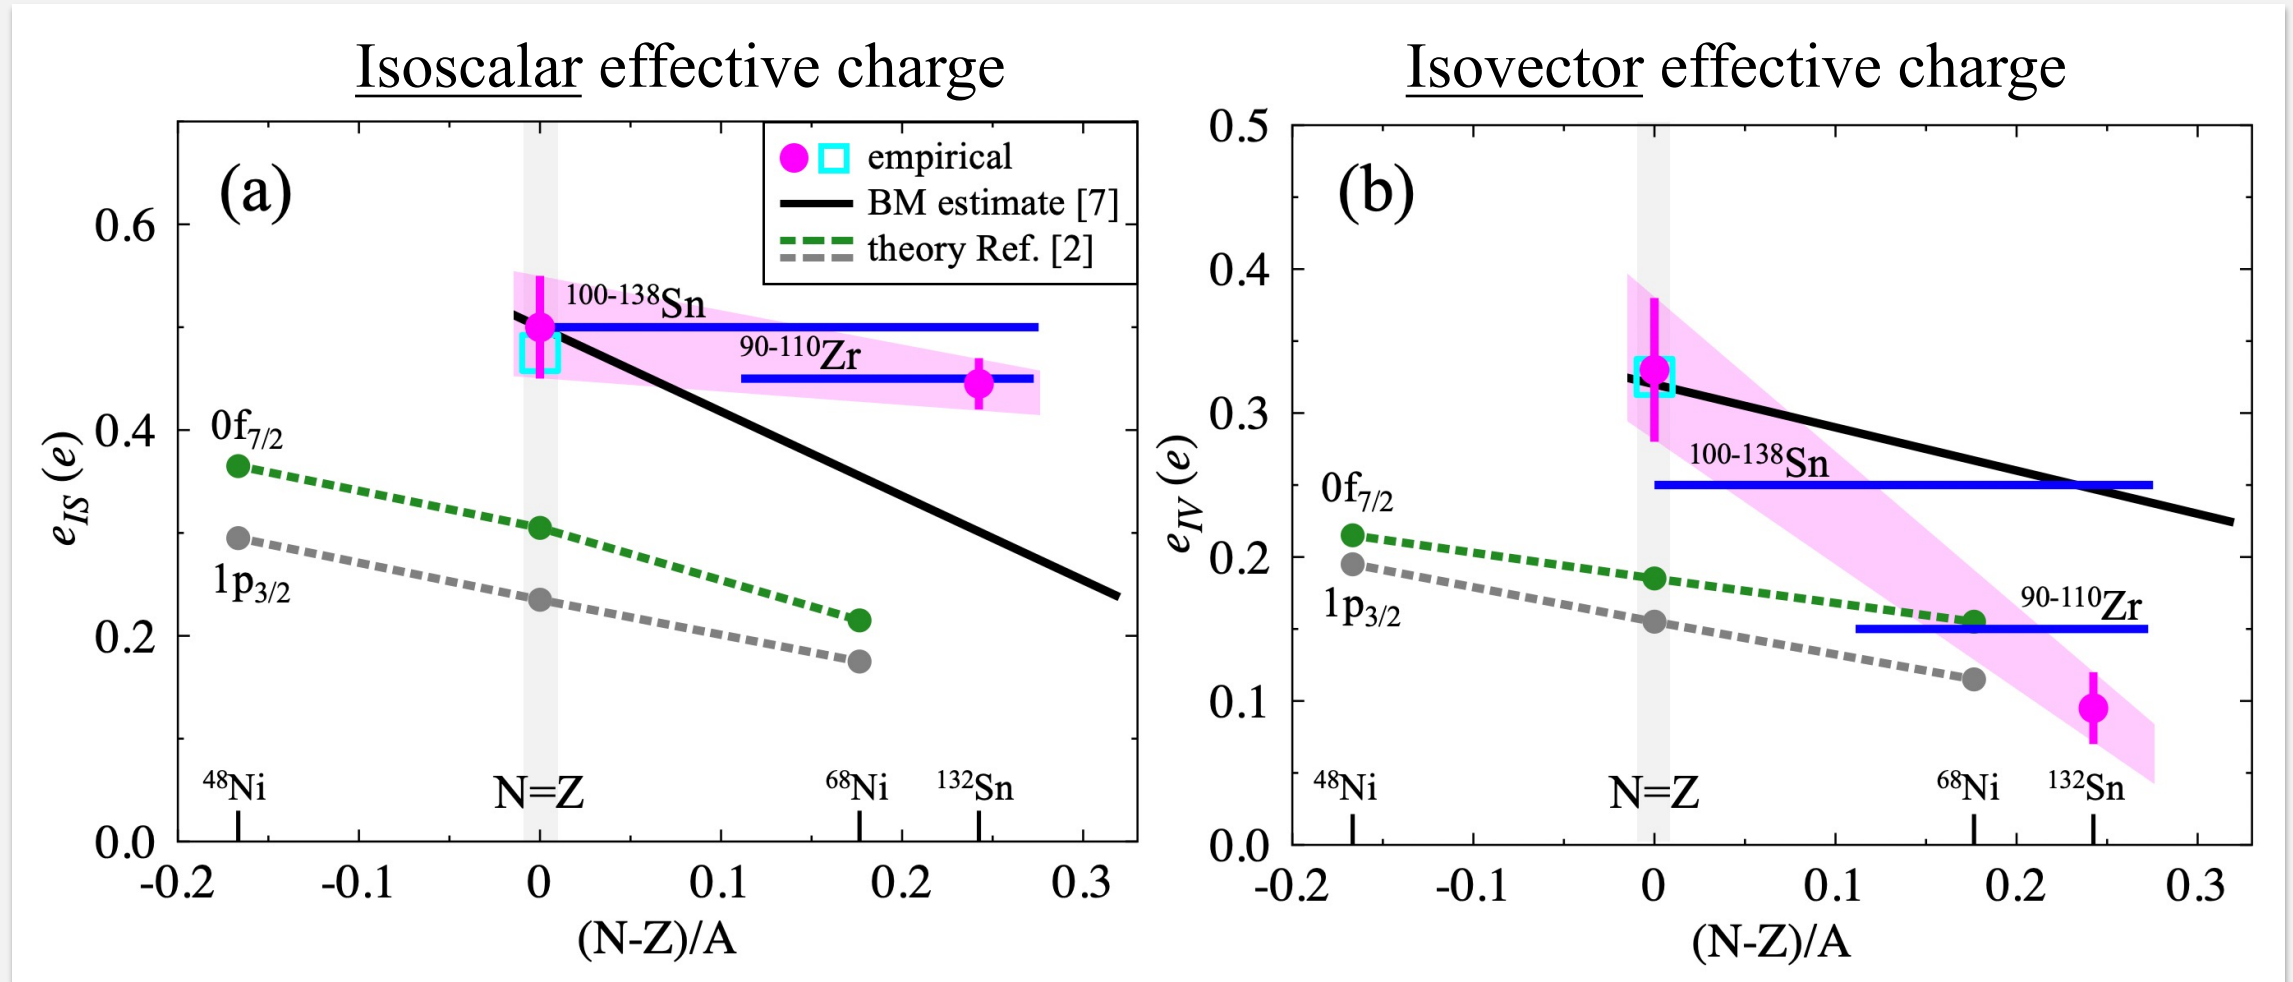 Isoscalar effective charge
(a)
empirical
BM estimate [7]
theory Ref. [2]
100-138Sn
90-110Zr
0f7/2
1p3/2
48Ni
N=Z
68Ni
132Sn
0.6
0.4
0.2
0.0
eIS (e)
-0.2
-0.1
0
0.1
0.2
0.3
(N-Z)/A
Isovector effective charge
(b)
100-138Sn
90-110Zr
0f7/2
1p3/2
48Ni
N=Z
68Ni
132Sn
0.5
0.4
0.3
0.2
0.1
0.0
eIV (e)
-0.2
-0.1
0
0.1
0.2
0.3
(N-Z)/A